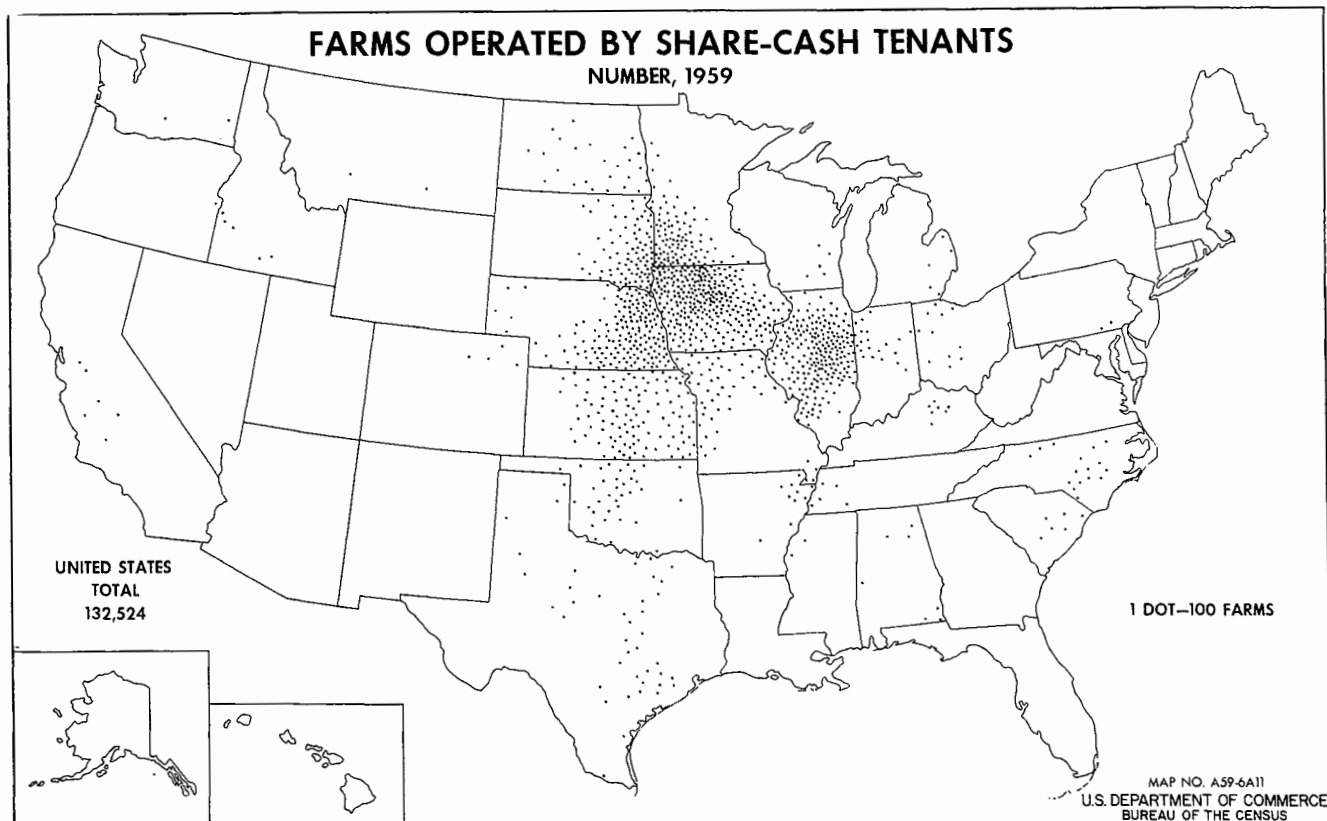 FARMS OPERATED BY SHARE-CASH TENANTS
NUMBER, 1959
UNITED STATES
TOTAL
132,524
1 DOT—100 FARMS
MAP NO. A59-6A11
U.S. DEPARTMENT OF COMMERCE
BUREAU OF THE CENSUS